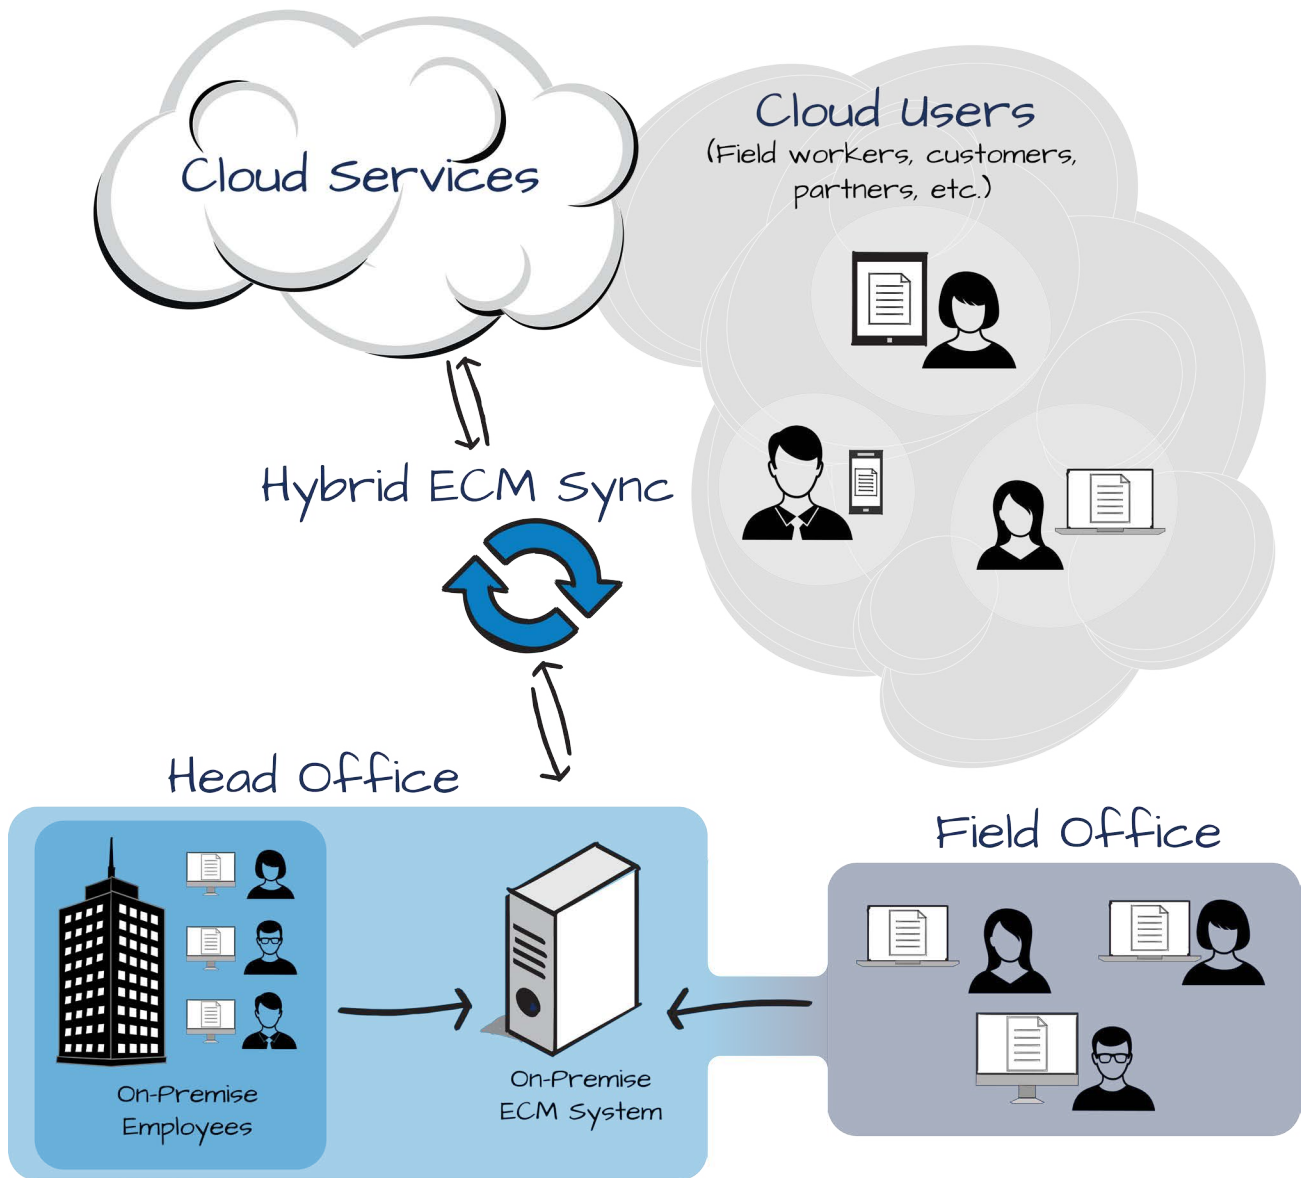 Cloud Services
Cloud Users
(Field workers, customers,
partners, etc.)
Hybrid ECM Sync
Head Office
On-Premise
Employees
On-Premise
ECM System
Field Office